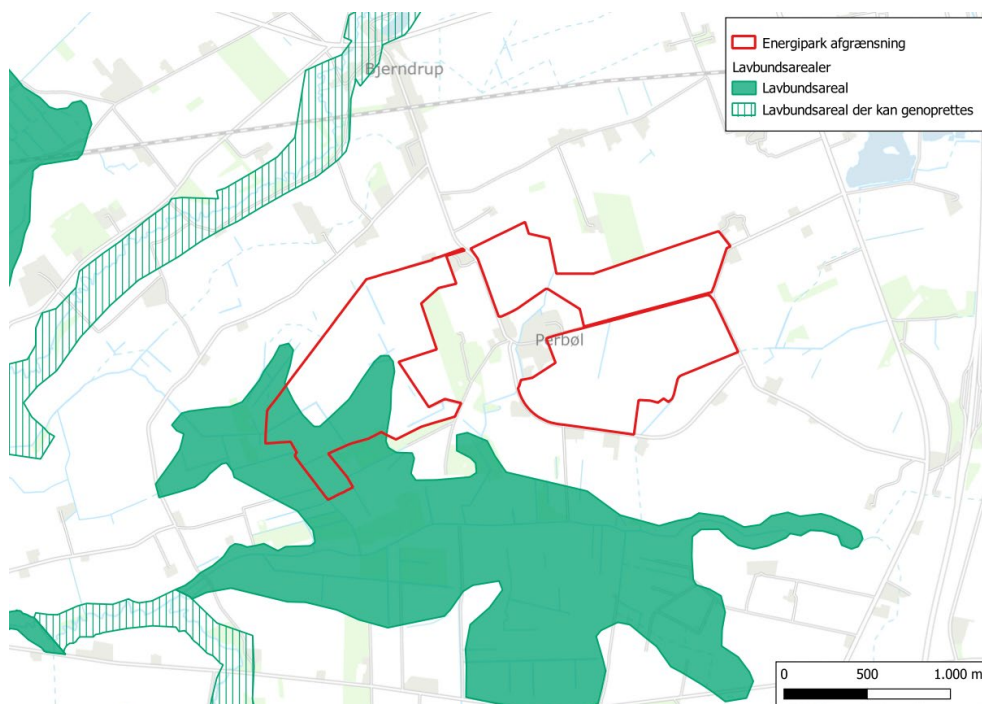 Bjerndrup
Energipark afgrænsning
Lavbundsarealer
Lavbundsareal
Lavbundsareal der kan genoprettes
Perbøl
0 500 1.000 m